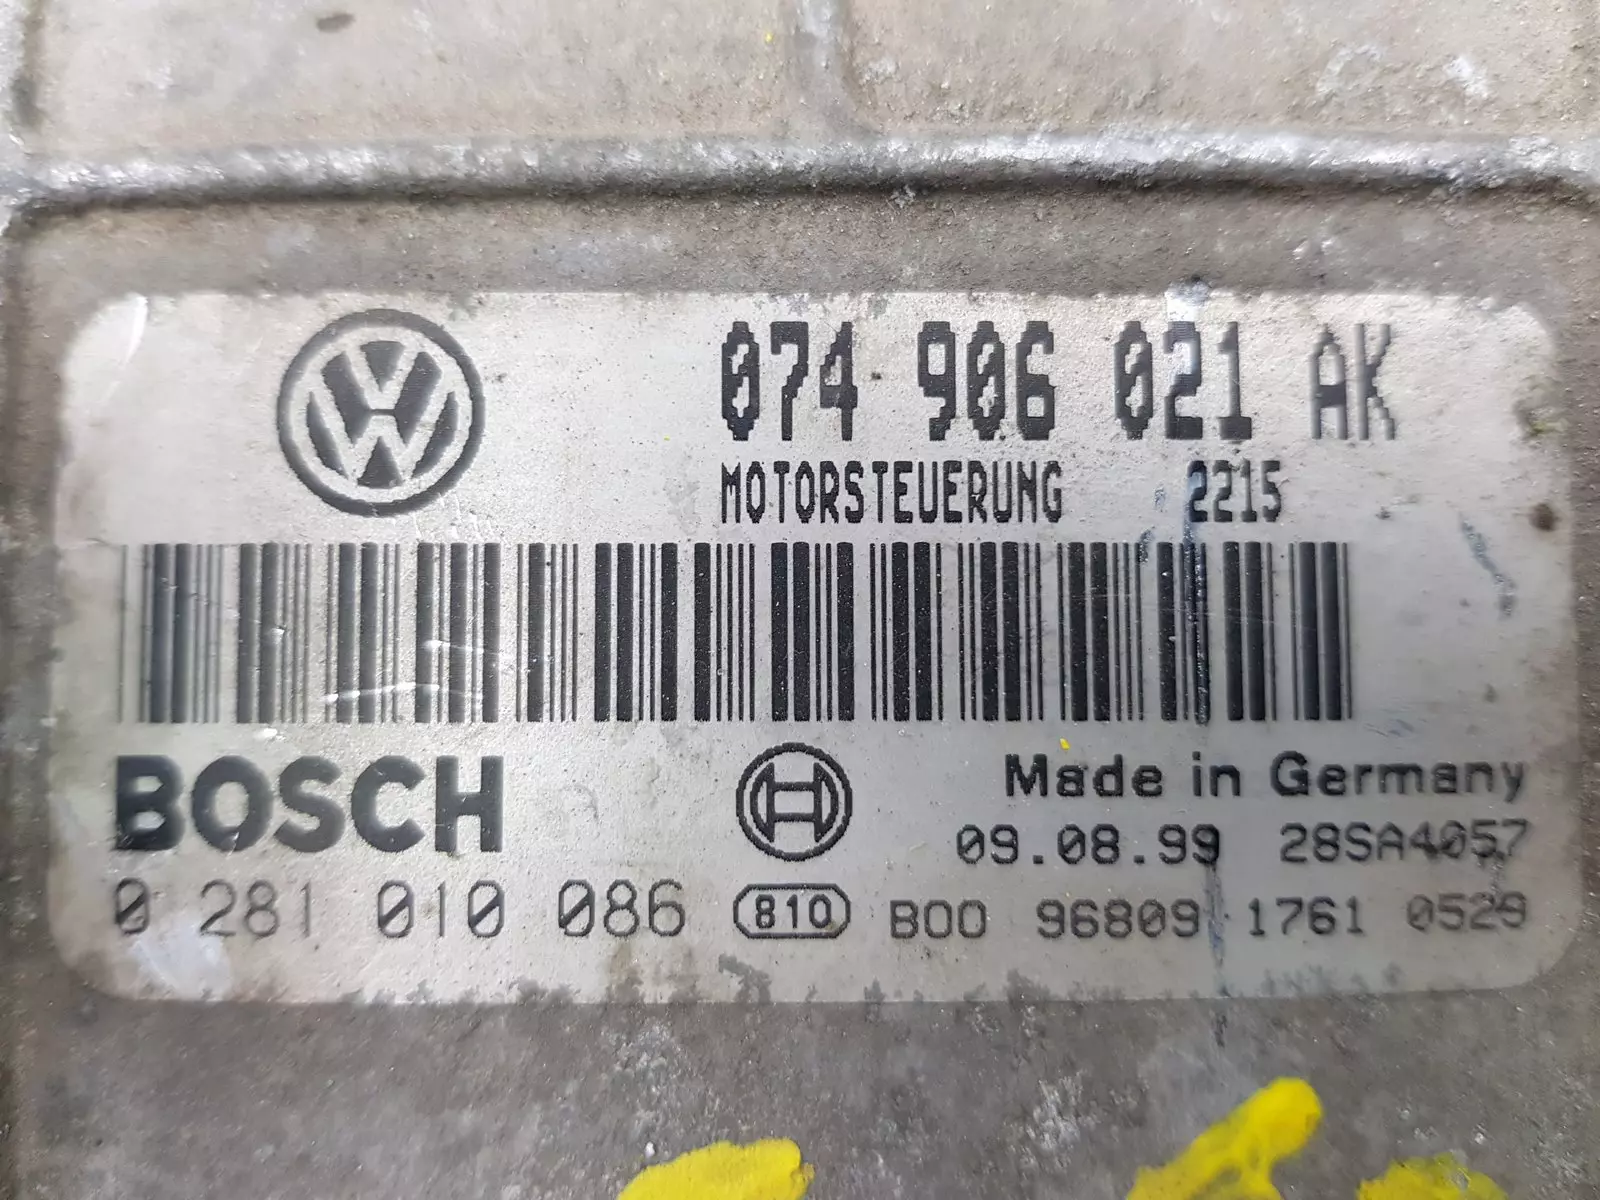 074 906 021 AK
MOTORSTEUERUNG 2215
BOSCH
Made in Germany
09.08.99 28SA4057
0 281 010 086 810 B00 96809 1761 0529